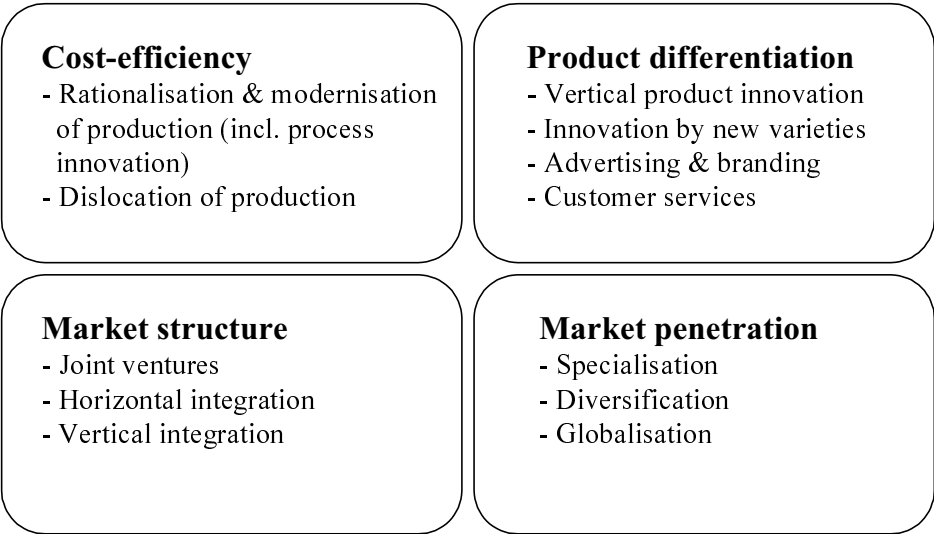 Cost-efficiency
- Rationalisation & modernisation
of production (incl. process
innovation)
- Dislocation of production
Product differentiation
- Vertical product innovation
- Innovation by new varieties
- Advertising & branding
- Customer services
Market structure
- Joint ventures
- Horizontal integration
- Vertical integration
Market penetration
- Specialisation
- Diversification
- Globalisation